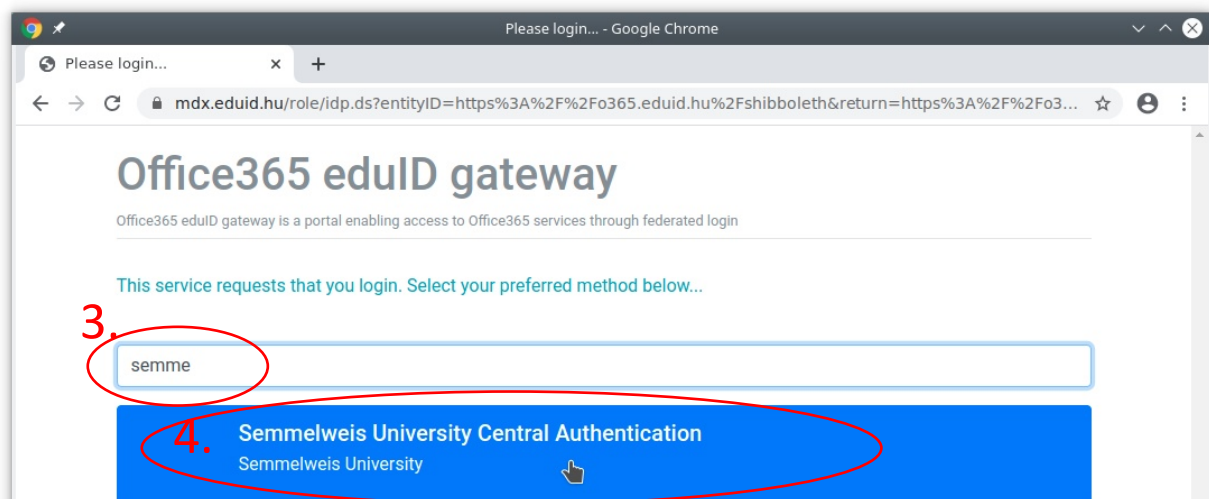 Please login... - Google Chrome
Please login...
mdx.eduid.hu/role/idp.ds?entityID=https%3A%2F%2Fo365.eduid.hu%2Fshibboleth&return=https%3A%2F%2Fo3...
Office365 eduID gateway
Office365 eduID gateway is a portal enabling access to Office365 services through federated login
This service requests that you login. Select your preferred method below...
3.
semme
4.
Semmelweis University Central Authentication
Semmelweis University